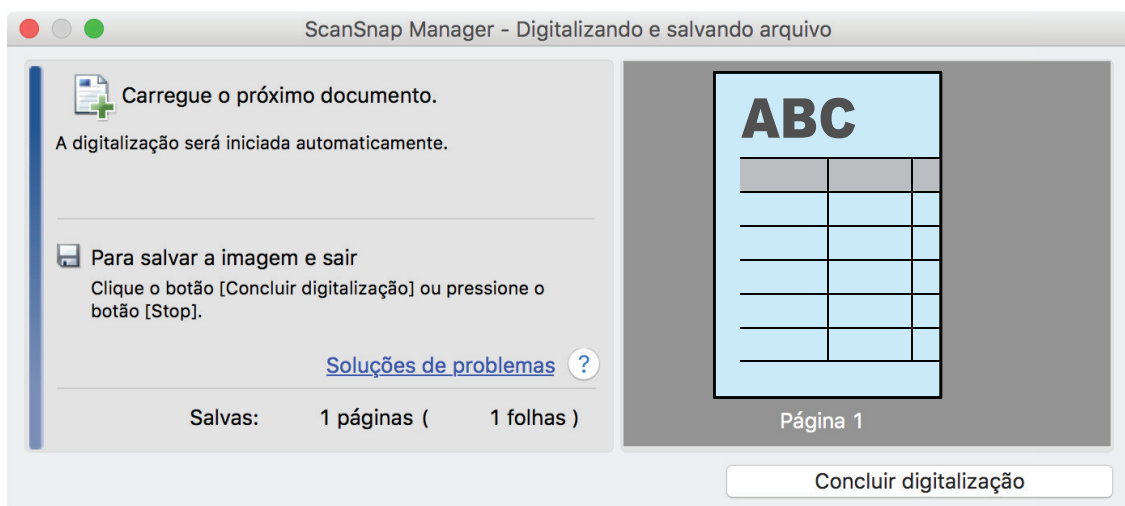 ScanSnap Manager - Digitalizando e salvando arquivo
Carregue o próximo documento.
A digitalização será iniciada automaticamente.
Para salvar a imagem e sair
Clique o botão [Concluir digitalização] ou pressione o
botão [Stop].
Soluções de problemas ?
Salvas: 1 páginas ( 1 folhas )
ABC
Página 1
Concluir digitalização